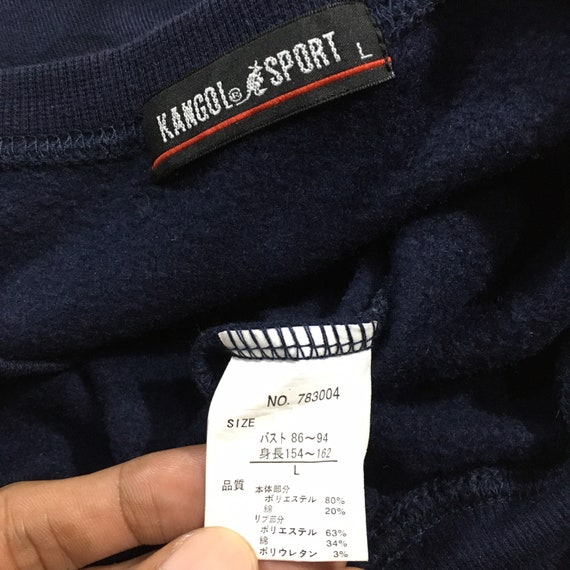 KANGOL® SPORT L
NO. 783004
SIZE
バスト 86～94
身長154～162
L
品質 本体部分
ポリエステル 80%
綿 20%
リブ部分
ポリエステル 63%
綿 34%
ポリウレタン 3%